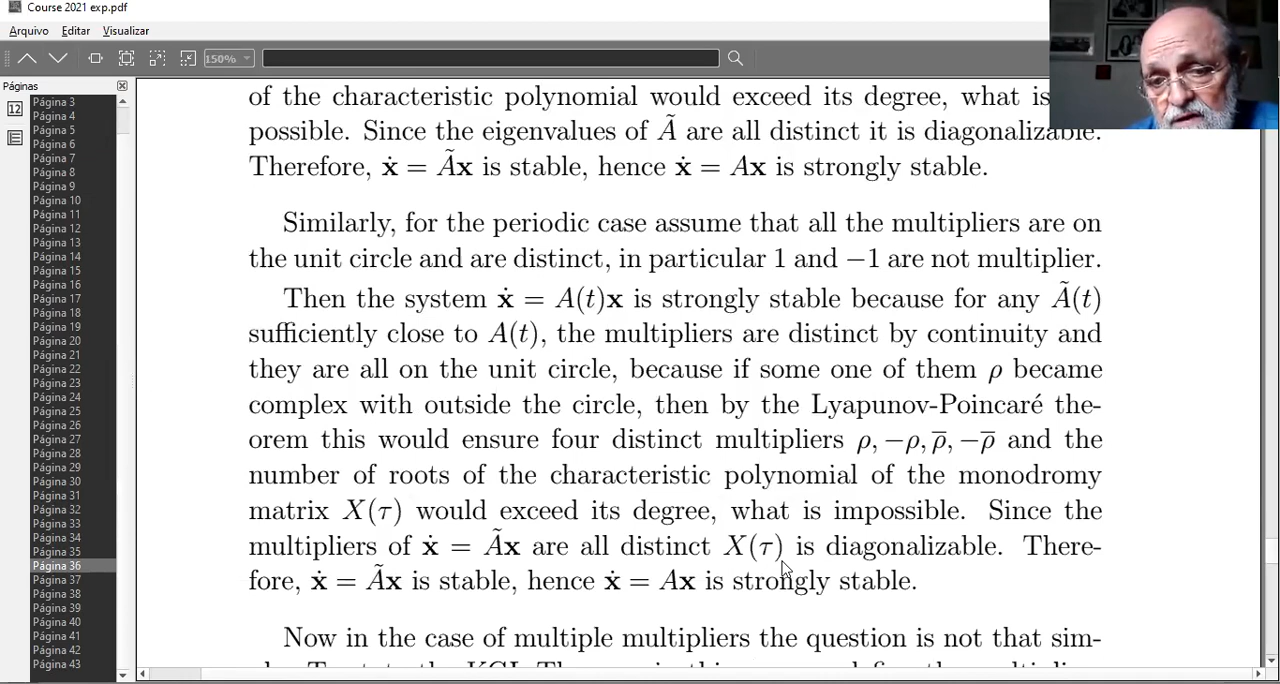 Course 2021 exp.pdf
Arquivo Editar Visualizar
150%
Páginas
12
Página 3
Página 4
Página 5
Página 6
Página 7
Página 8
Página 9
Página 10
Página 11
Página 12
Página 13
Página 14
Página 15
Página 16
Página 17
Página 18
Página 19
Página 20
Página 21
Página 22
Página 23
Página 24
Página 25
Página 26
Página 27
Página 28
Página 29
Página 30
Página 31
Página 32
Página 33
Página 34
Página 35
Página 36
Página 37
Página 38
Página 39
Página 40
Página 41
Página 42
Página 43
of the characteristic polynomial would exceed its degree, what is
possible. Since the eigenvalues of Ã are all distinct it is diagonalizable.
Therefore, ẋ = Ãx is stable, hence ẋ = Ax is strongly stable.
Similarly, for the periodic case assume that all the multipliers are on
the unit circle and are distinct, in particular 1 and −1 are not multiplier.
Then the system ẋ = A(t)x is strongly stable because for any Ã(t)
sufficiently close to A(t), the multipliers are distinct by continuity and
they are all on the unit circle, because if some one of them ρ became
complex with outside the circle, then by the Lyapunov-Poincaré the-
orem this would ensure four distinct multipliers ρ, −ρ, ρ̅, −ρ̅ and the
number of roots of the characteristic polynomial of the monodromy
matrix X(τ) would exceed its degree, what is impossible. Since the
multipliers of ẋ = Ãx are all distinct X(τ) is diagonalizable. There-
fore, ẋ = Ãx is stable, hence ẋ = Ax is strongly stable.
Now in the case of multiple multipliers the question is not that sim-